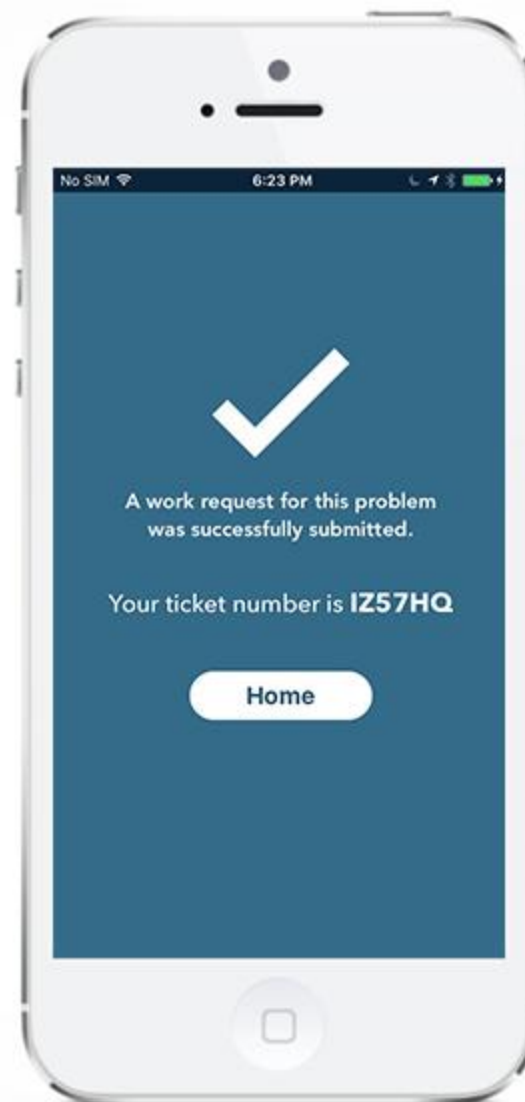 No SIM 6:23 PM
A work request for this problem
was successfully submitted.
Your ticket number is IZ57HQ
Home